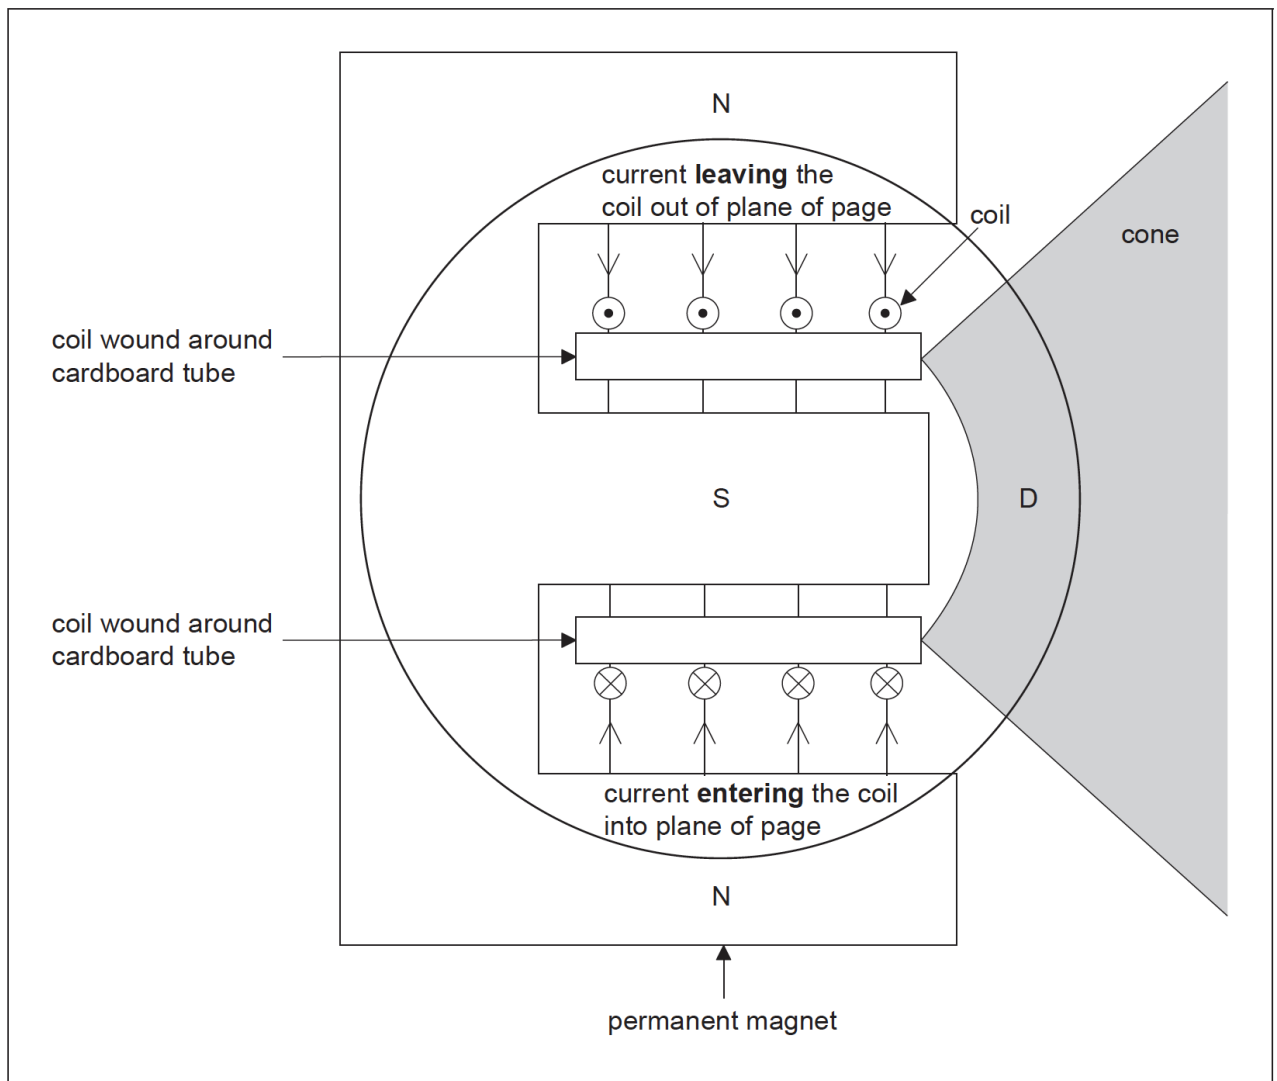 N
current leaving the
coil out of plane of page
coil
cone
coil wound around
cardboard tube
S
D
coil wound around
cardboard tube
current entering the coil
into plane of page
N
permanent magnet